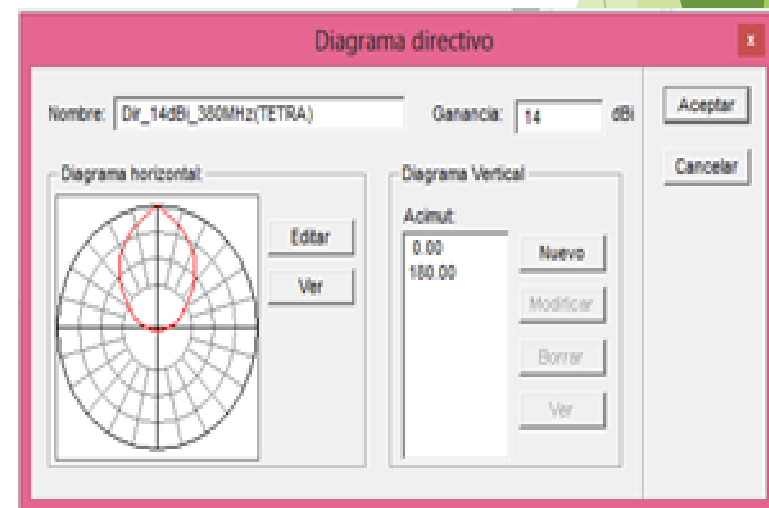 Diagrama directivo
x
Nombre: Dir_14dBi_380MHz(TETRA) Ganancia: 14 dBi
Aceptar
Cancelar
Diagrama horizontal:
Editar
Ver
Diagrama Vertical
Acimut:
0.00
180.00
Nuevo
Modificar
Borrar
Ver